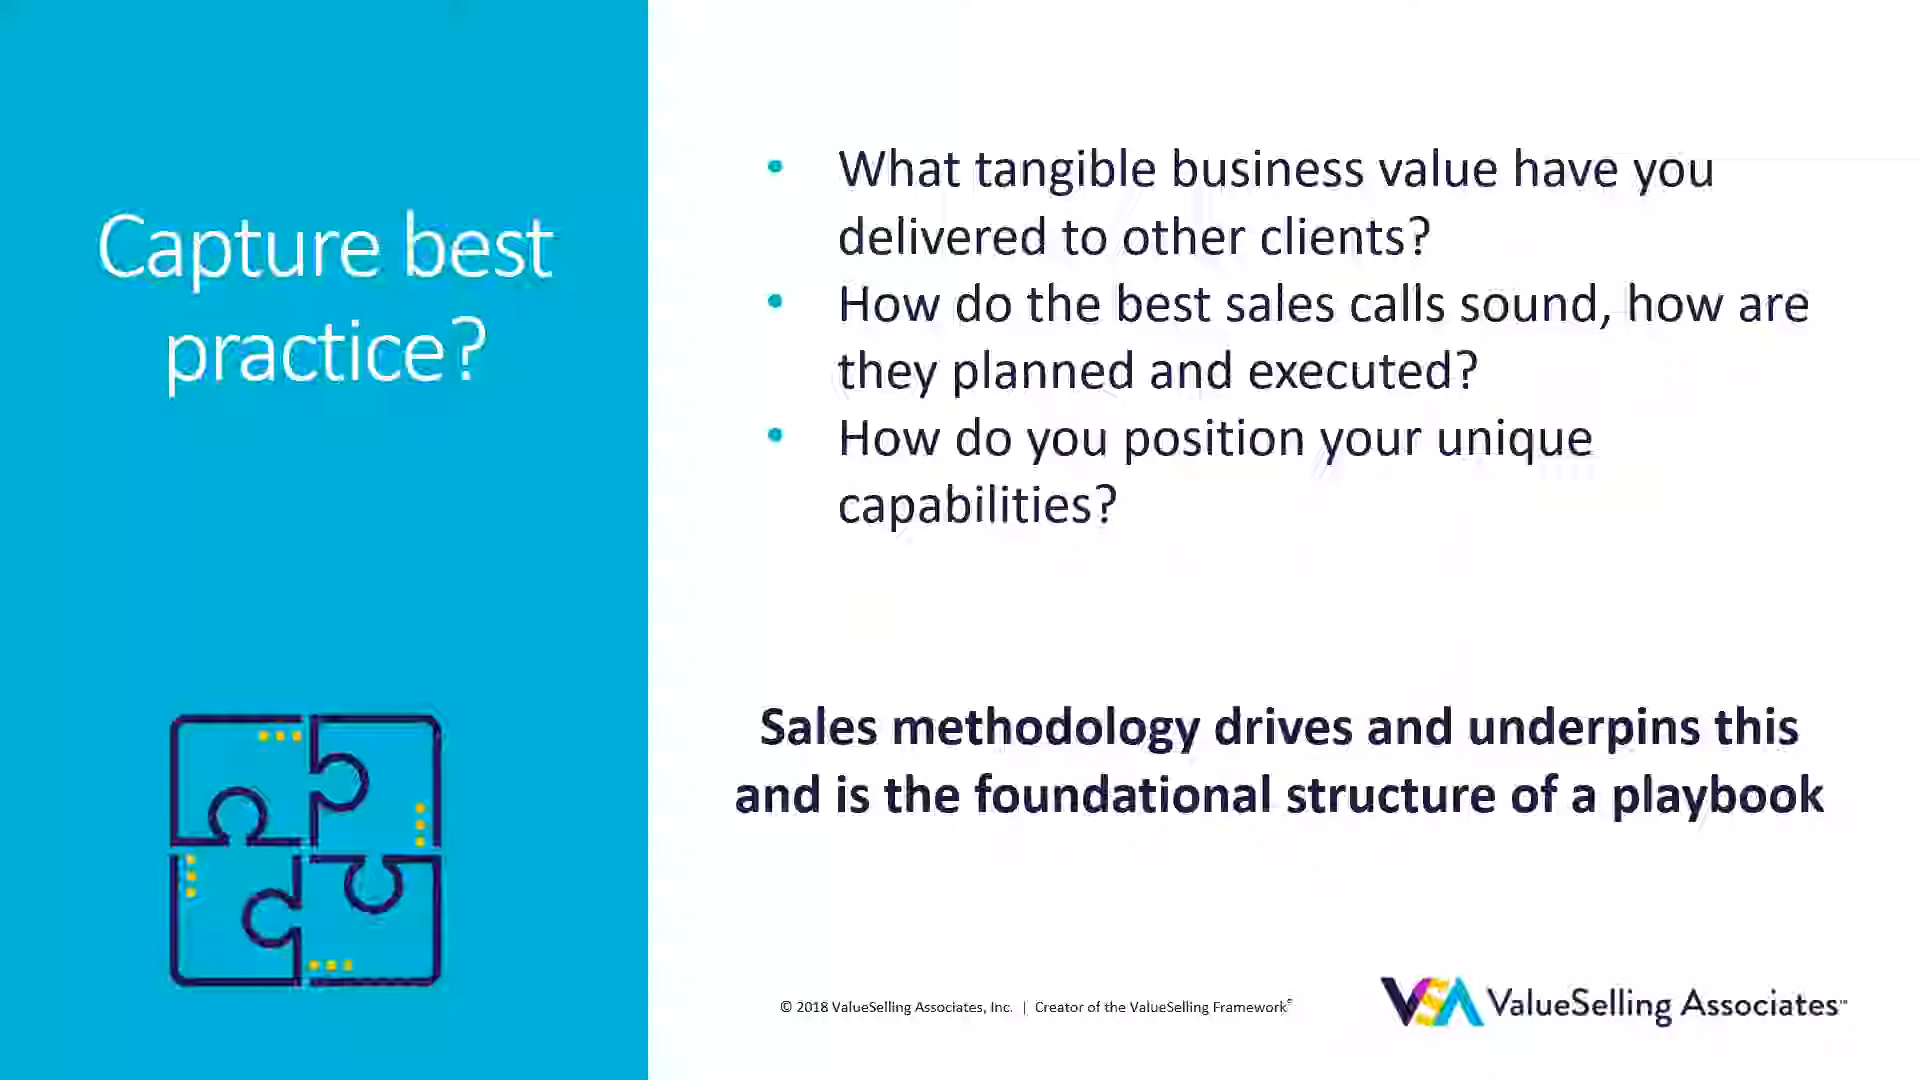 Capture best
practice?
• What tangible business value have you
delivered to other clients?
• How do the best sales calls sound, how are
they planned and executed?
• How do you position your unique
capabilities?
Sales methodology drives and underpins this
and is the foundational structure of a playbook
© 2018 ValueSelling Associates, Inc. | Creator of the ValueSelling Framework®
VSA ValueSelling Associates™